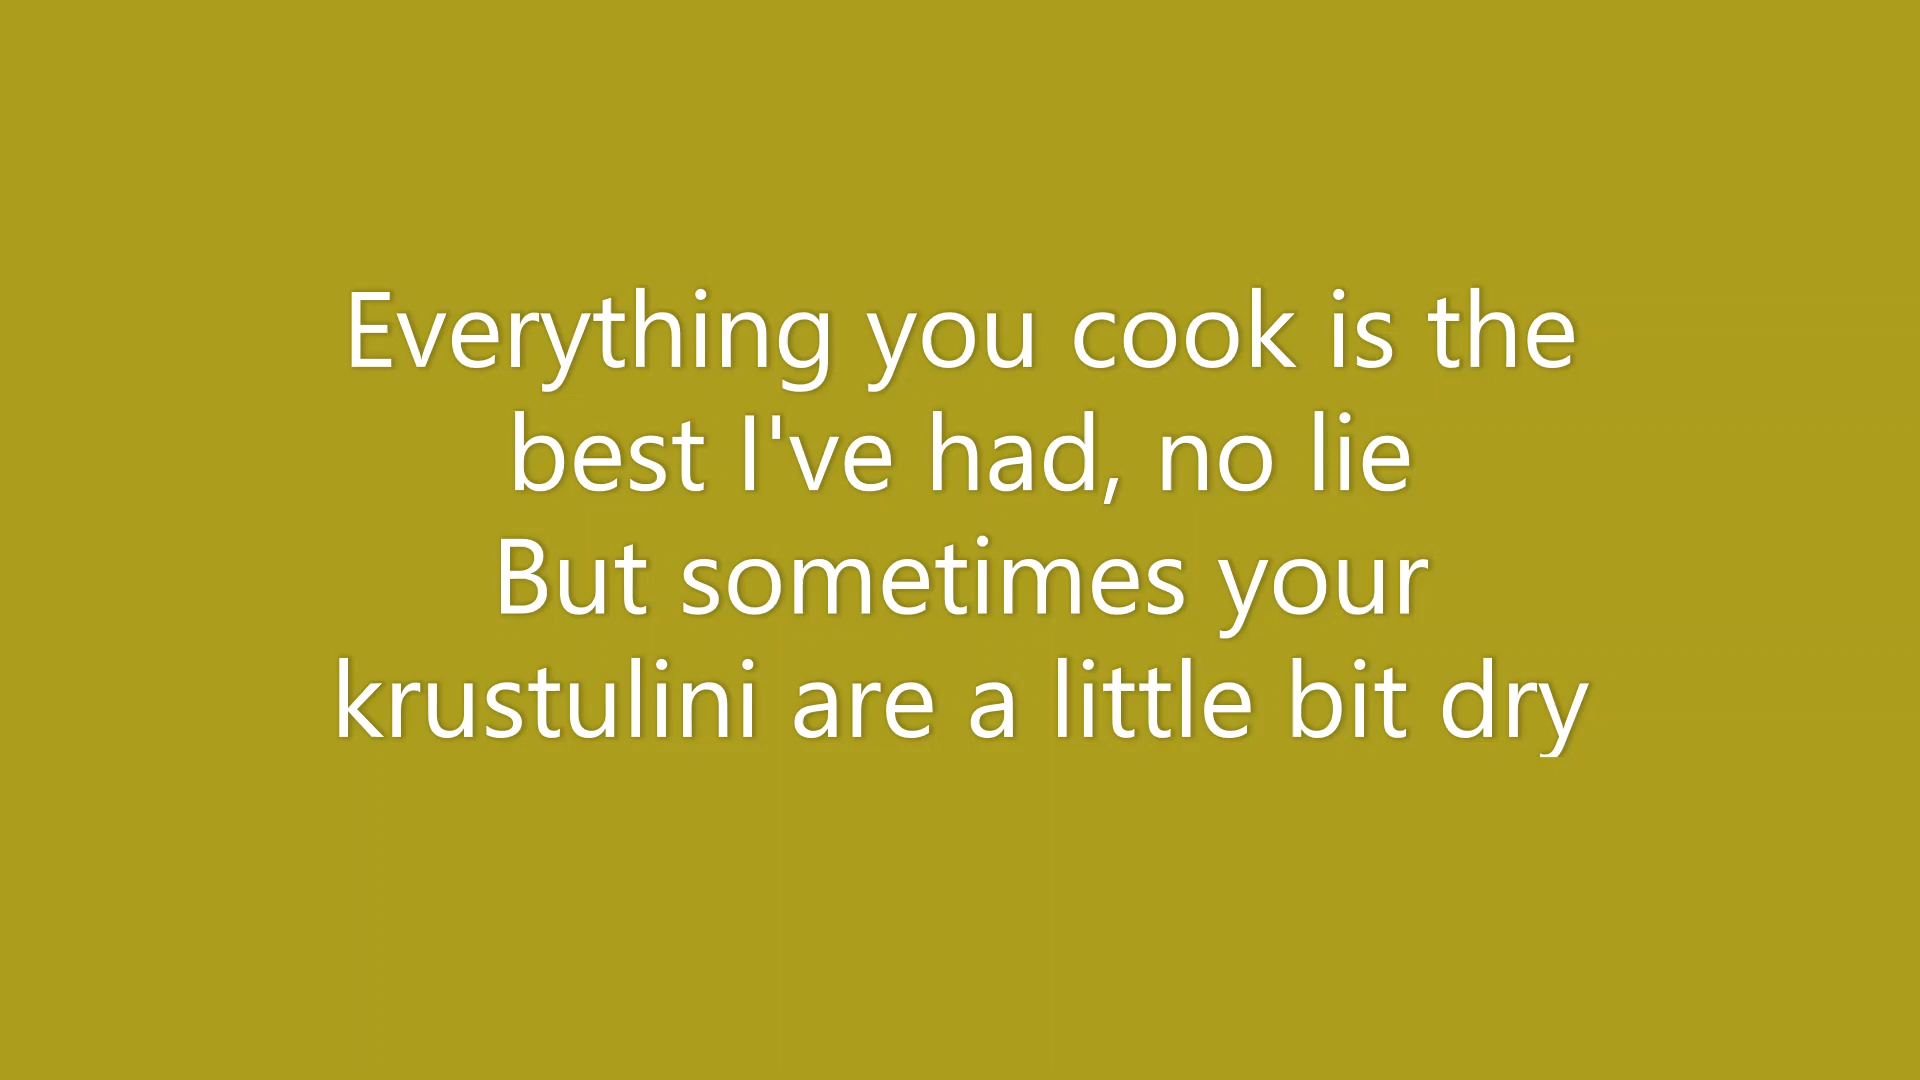 Everything you cook is the
best I've had, no lie
But sometimes your
krustulini are a little bit dry